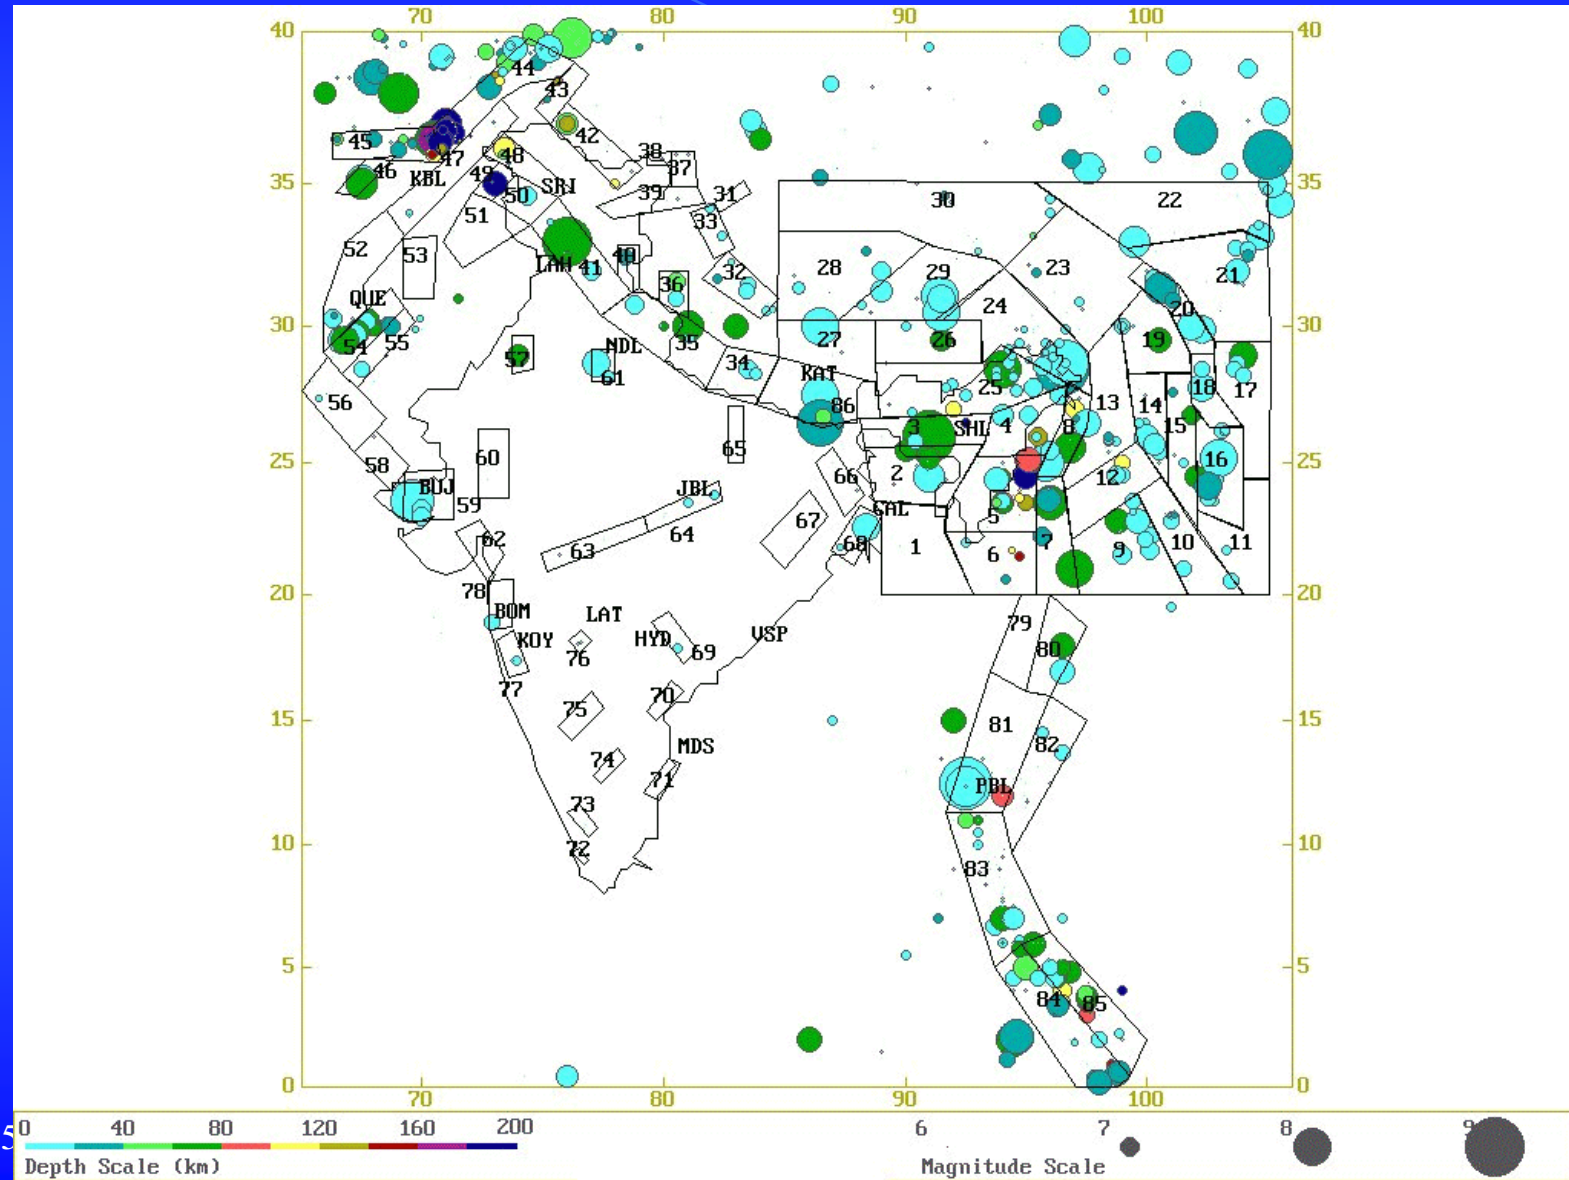 70 80 90 100
40 40
44
43
42
45
38
47 48
37
46 KBL 49 SRI
35 50 39 31 30 22 35
51 33
52 53 LAH 41 40 32 28 29 23 21
36 24
QUE 20
30 27 26 19 30
54 55 57 NDL 35 34
61 KAT 25 18 17
56 86 13 14
3 SHL 4 8 15
65
60 16
25 58 66 2 12 25
BUJ JBL
59 CAL 5
67
62 64 68 1 7 9 10 11
63 6
20 78 20
BOM LAT 79
KOY HYD 69 VSP 80
76
77 70
15 75 81 15
MDS 82
74 71 PBL
73
10 72 10
83
5 5
84 85
0 0
70 80 90 100
5 0 40 80 120 160 200 6 7 8 9
Depth Scale (km) Magnitude Scale